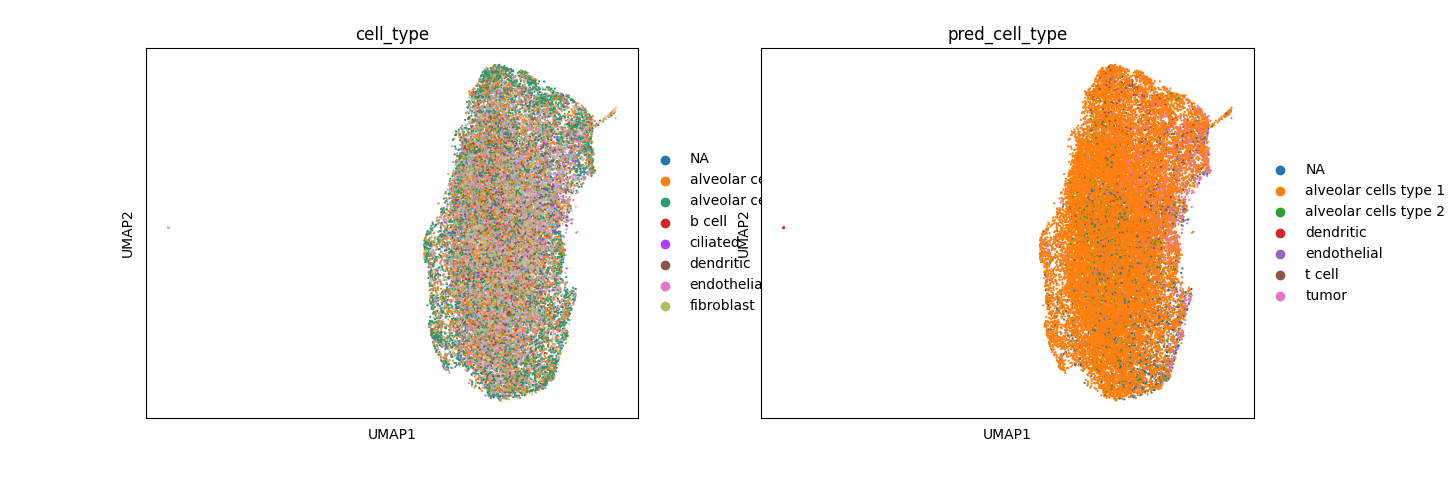 cell_type
UMAP2
UMAP1
NA
alveolar ce
alveolar ce
b cell
ciliated
dendritic
endothelia
fibroblast
pred_cell_type
UMAP2
UMAP1
NA
alveolar cells type 1
alveolar cells type 2
dendritic
endothelial
t cell
tumor